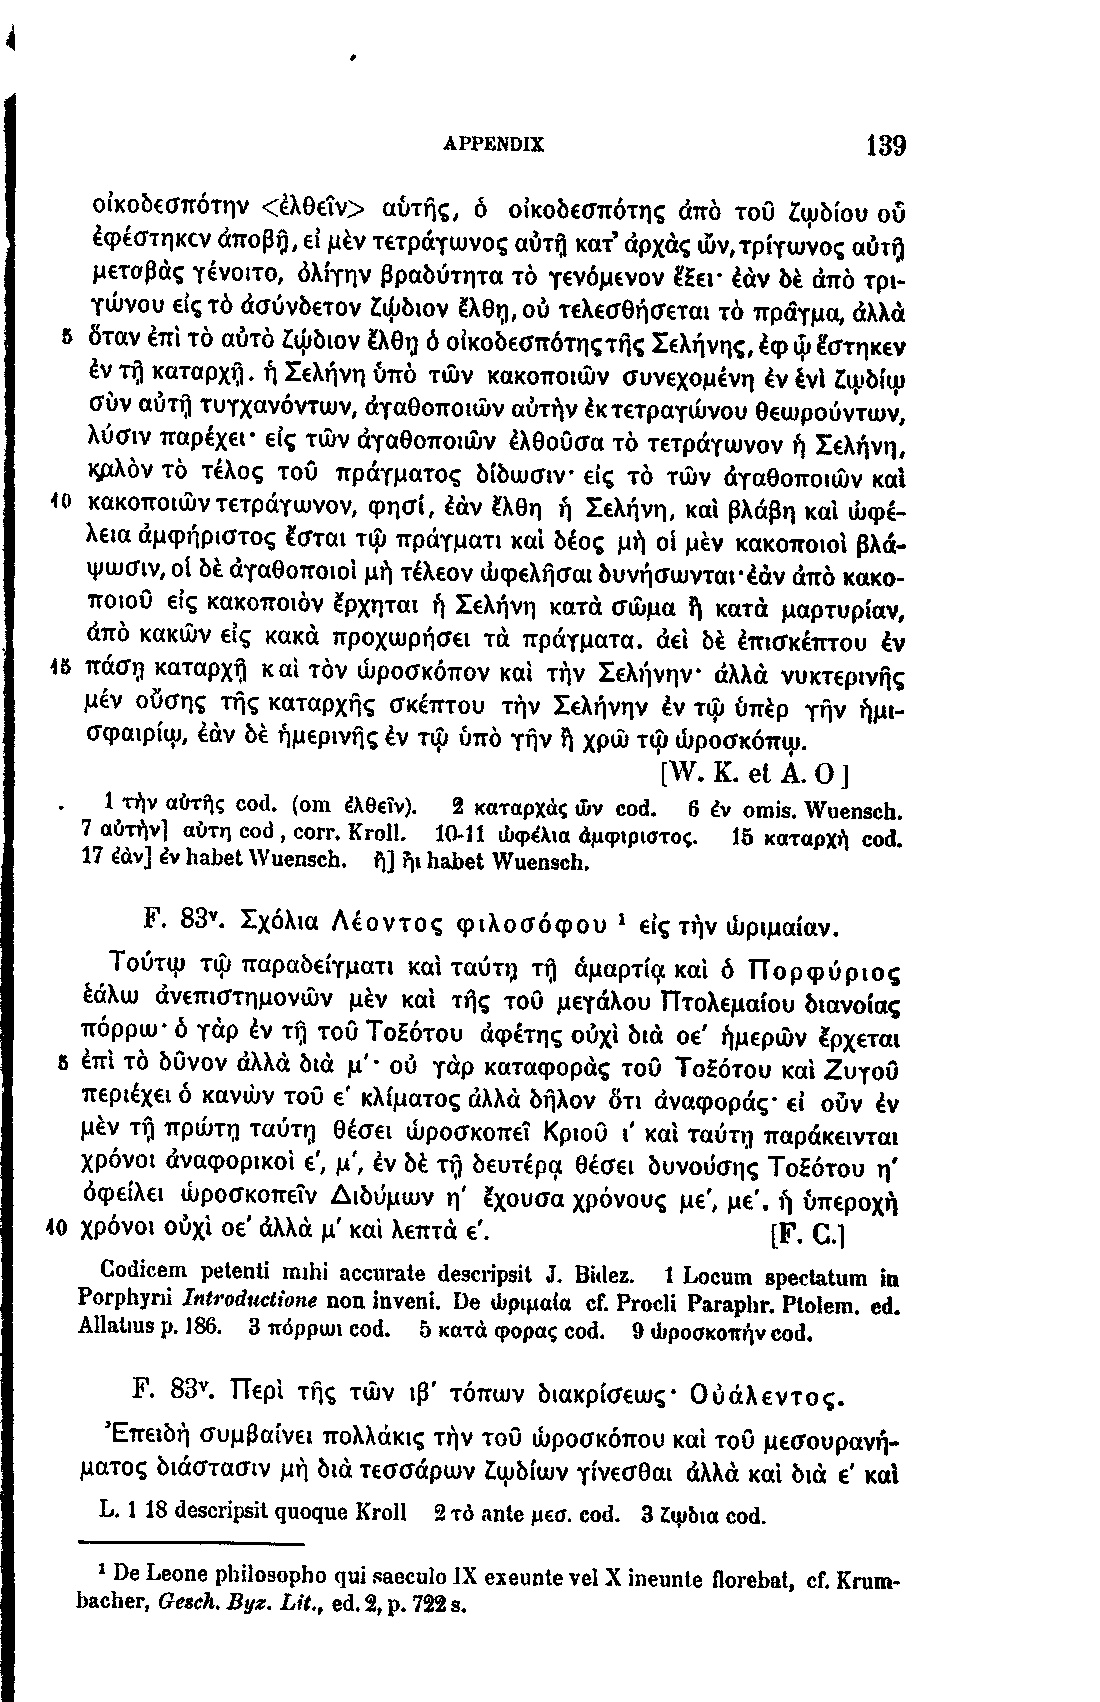 APPENDIX 139
οἰκοδεσπότην <ἐλθεῖν> αὐτῆς, ὁ οἰκοδεσπότης ἀπὸ τοῦ ζῳδίου οὗ
ἐφέστηκεν ἀποβῇ, εἰ μὲν τετράγωνος αὐτῇ κατ' ἀρχὰς ὤν, τρίγωνος αὐτῇ
μεταβὰς γένοιτο, ὀλίγην βραδύτητα τὸ γενόμενον ἕξει· ἐὰν δὲ ἀπὸ τρι-
γώνου εἰς τὸ ἀσύνδετον ζῴδιον ἔλθῃ, οὐ τελεσθήσεται τὸ πρᾶγμα, ἀλλὰ
5 ὅταν ἐπὶ τὸ αὐτὸ ζῴδιον ἔλθῃ ὁ οἰκοδεσπότης τῆς Σελήνης, ἐφ ᾧ ἕστηκεν
ἐν τῇ καταρχῇ. ἡ Σελήνη ὑπὸ τῶν κακοποιῶν συνεχομένη ἐν ἑνὶ ζῳδίῳ
σὺν αὐτῇ τυγχανόντων, ἀγαθοποιῶν αὐτὴν ἐκ τετραγώνου θεωρούντων,
λύσιν παρέχει· εἰς τῶν ἀγαθοποιῶν ἐλθοῦσα τὸ τετράγωνον ἡ Σελήνη,
καλὸν τὸ τέλος τοῦ πράγματος δίδωσιν· εἰς τὸ τῶν ἀγαθοποιῶν καὶ
10 κακοποιῶν τετράγωνον, φησί, ἐὰν ἔλθη ἡ Σελήνη, καὶ βλάβη καὶ ὠφέ-
λεια ἀμφήριστος ἔσται τῷ πράγματι καὶ δέος μὴ οἱ μὲν κακοποιοὶ βλά-
ψωσιν, οἱ δὲ ἀγαθοποιοὶ μὴ τέλεον ὠφελῆσαι δυνήσωνται· ἐὰν ἀπὸ κακο-
ποιοῦ εἰς κακοποιὸν ἔρχηται ἡ Σελήνη κατὰ σῶμα ἢ κατὰ μαρτυρίαν,
ἀπὸ κακῶν εἰς κακὰ προχωρήσει τὰ πράγματα. ἀεὶ δὲ ἐπισκέπτου ἐν
15 πάσῃ καταρχῇ καὶ τὸν ὡροσκόπον καὶ τὴν Σελήνην· ἀλλὰ νυκτερινῆς
μέν οὔσης τῆς καταρχῆς σκέπτου τὴν Σελήνην ἐν τῷ ὑπὲρ γῆν ἡμι-
σφαιρίῳ, ἐὰν δὲ ἡμερινῆς ἐν τῷ ὑπὸ γῆν ἢ χρῶ τῷ ὡροσκόπῳ.
[W. K. et A. O]
1 τὴν αὐτῆς cod. (om ἐλθεῖν). 2 καταρχὰς ὢν cod. 6 ἐν omis. Wuensch.
7 αὐτὴν] αὐτη cod, corr. Kroll. 10-11 ὠφέλια ἀμφιριστος. 15 καταρχὴ cod.
17 ἐὰν] ἐν habet Wuensch. ἢ] ἦι habet Wuensch.
F. 83ᵛ. Σχόλια Λέοντος φιλοσόφου ¹ εἰς τὴν ὡριμαίαν.
Τούτῳ τῷ παραδείγματι καὶ ταύτῃ τῇ ἁμαρτίᾳ καὶ ὁ Πορφύριος
ἑάλω ἀνεπιστημονῶν μὲν καὶ τῆς τοῦ μεγάλου Πτολεμαίου διανοίας
πόρρω· ὁ γὰρ ἐν τῇ τοῦ Τοξότου ἀφέτης οὐχὶ διὰ οε' ἡμερῶν ἔρχεται
5 ἐπὶ τὸ δῦνον ἀλλὰ διὰ μ'· οὐ γὰρ καταφορὰς τοῦ Τοξότου καὶ Ζυγοῦ
περιέχει ὁ κανὼν τοῦ ε' κλίματος ἀλλὰ δῆλον ὅτι ἀναφοράς· εἰ οὖν ἐν
μὲν τῇ πρώτῃ ταύτῃ θέσει ὡροσκοπεῖ Κριοῦ ι' καὶ ταύτῃ παράκεινται
χρόνοι ἀναφορικοὶ ε', μ', ἐν δὲ τῇ δευτέρᾳ θέσει δυνούσης Τοξότου η'
ὀφείλει ὡροσκοπεῖν Διδύμων η' ἔχουσα χρόνους με', με'. ἡ ὑπεροχὴ
10 χρόνοι οὐχὶ οε' ἀλλὰ μ' καὶ λεπτὰ ε'. [F. C.]
Codicem petenti mihi accurate descripsit J. Bidez. 1 Locum spectatum in
Porphyrii Introductione non inveni. De ὡριμαία cf. Procli Paraphr. Ptolem. ed.
Allatius p. 186. 3 πόρρωι cod. 5 κατὰ φορας cod. 9 ὡροσκοπήν cod.
F. 83ᵛ. Περὶ τῆς τῶν ιβ' τόπων διακρίσεως· Οὐάλεντος.
Ἐπειδὴ συμβαίνει πολλάκις τὴν τοῦ ὡροσκόπου καὶ τοῦ μεσουρανή-
ματος διάστασιν μὴ διὰ τεσσάρων ζῳδίων γίνεσθαι ἀλλὰ καὶ διὰ ε' καὶ
L. 1 18 descripsit quoque Kroll 2 τὸ ante μεσ. cod. 3 ζῳδια cod.
¹ De Leone philosopho qui saeculo IX exeunte vel X ineunte florebat, cf. Krum-
bacher, Gesch. Byz. Lit., ed. 2, p. 722 s.